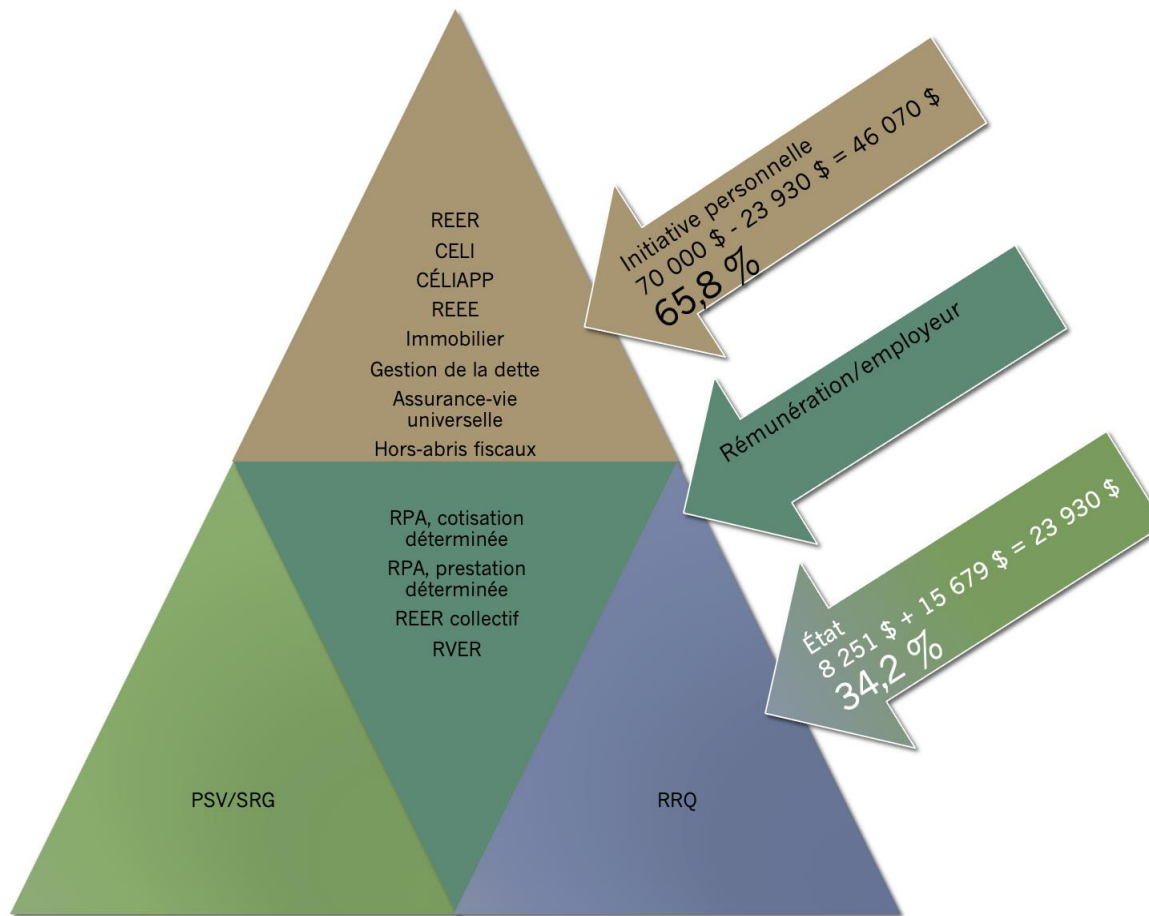 REER
CELI
CÉLIAPP
REEE
Immobilier
Gestion de la dette
Assurance-vie
universelle
Hors-abris fiscaux
RPA, cotisation
déterminée
RPA, prestation
déterminée
REER collectif
RVER
PSV/SRG
RRQ
Initiative personnelle
70 000 $ - 23 930 $ = 46 070 $
65,8 %
Rémunération/employeur
État
8 251 $ + 15 679 $ = 23 930 $
34,2 %